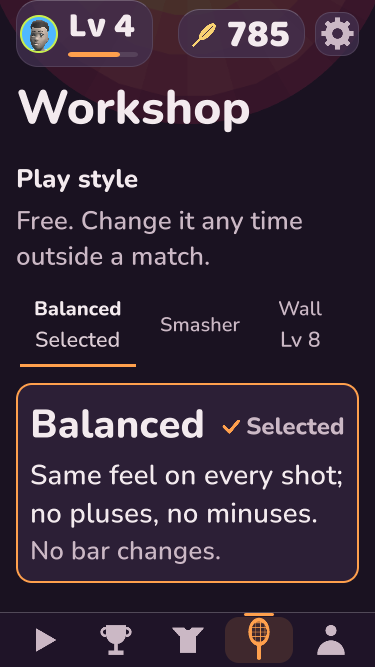 Lv 4
785
Workshop
Play style
Free. Change it any time
outside a match.
Balanced
Selected
Smasher
Wall
Lv 8
Balanced
Selected
Same feel on every shot;
no pluses, no minuses.
No bar changes.